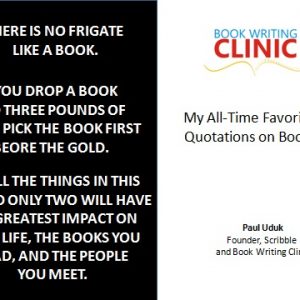 HERE IS NO FRIGATE
LIKE A BOOK.
YOU DROP A BOOK
THREE POUNDS OF
PICK THE BOOK FIRST
BEORE THE GOLD.
LL THE THINGS IN THIS
ONLY TWO WILL HAVE
GREATEST IMPACT ON
LIFE, THE BOOKS YOU
AD, AND THE PEOPLE
YOU MEET.
BOOK WRITING
CLINIC
My All-Time Favori
Quotations on Boo
Paul Uduk
Founder, Scribble
and Book Writing Clin